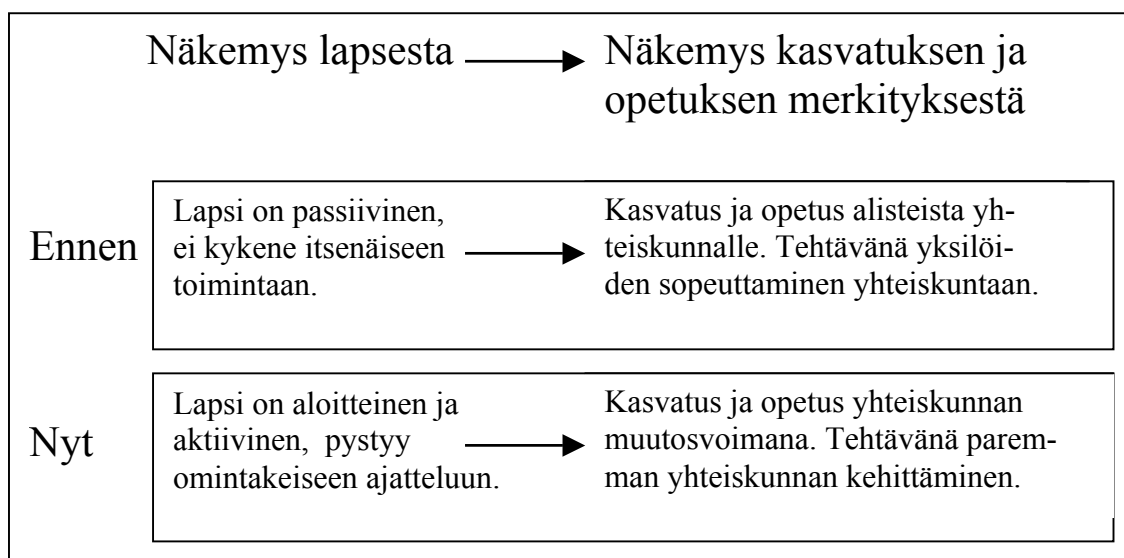 Näkemys lapsesta
Näkemys kasvatuksen ja
opetuksen merkityksestä
Ennen
Lapsi on passiivinen,
ei kykene itsenäiseen
toimintaan.
Kasvatus ja opetus alisteista yh-
teiskunnalle. Tehtävänä yksilöi-
den sopeuttaminen yhteiskuntaan.
Nyt
Lapsi on aloitteinen ja
aktiivinen, pystyy
omintakeiseen ajatteluun.
Kasvatus ja opetus yhteiskunnan
muutosvoimana. Tehtävänä parem-
man yhteiskunnan kehittäminen.